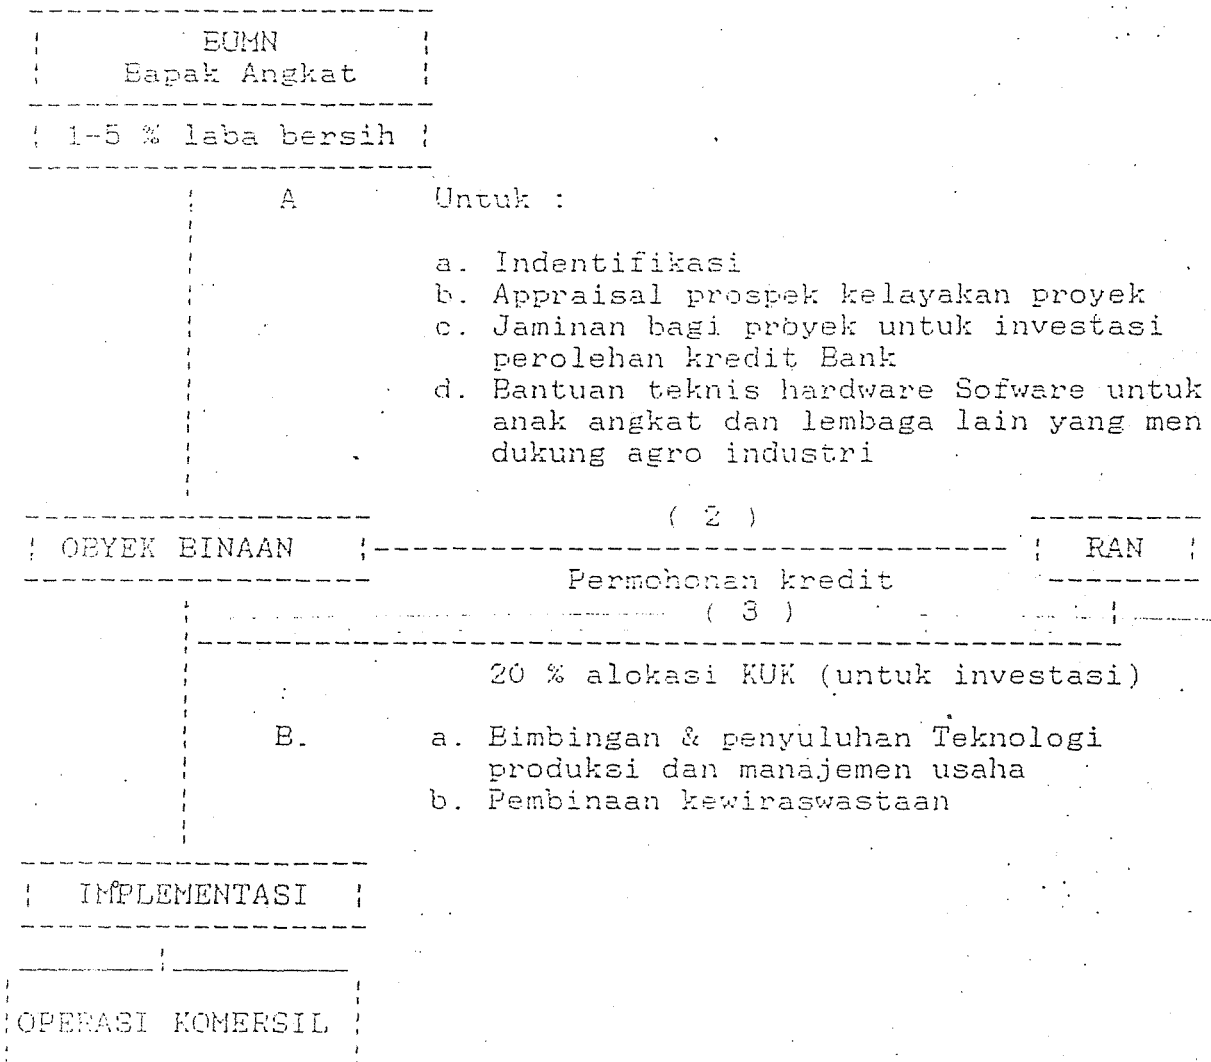 BUMN
Bapak Angkat
1-5 % laba bersih
A Untuk :
a. Indentifikasi
b. Appraisal prospek kelayakan proyek
c. Jaminan bagi proyek untuk investasi
perolehan kredit Bank
d. Bantuan teknis hardware Sofware untuk
anak angkat dan lembaga lain yang men
dukung agro industri
( 2 )
OBYEK BINAAN RAN
Permohonan kredit
( 3 )
20 % alokasi KUK (untuk investasi)
B. a. Bimbingan & penyuluhan Teknologi
produksi dan manajemen usaha
b. Pembinaan kewiraswastaan
IMPLEMENTASI
OPERASI KOMERSIL